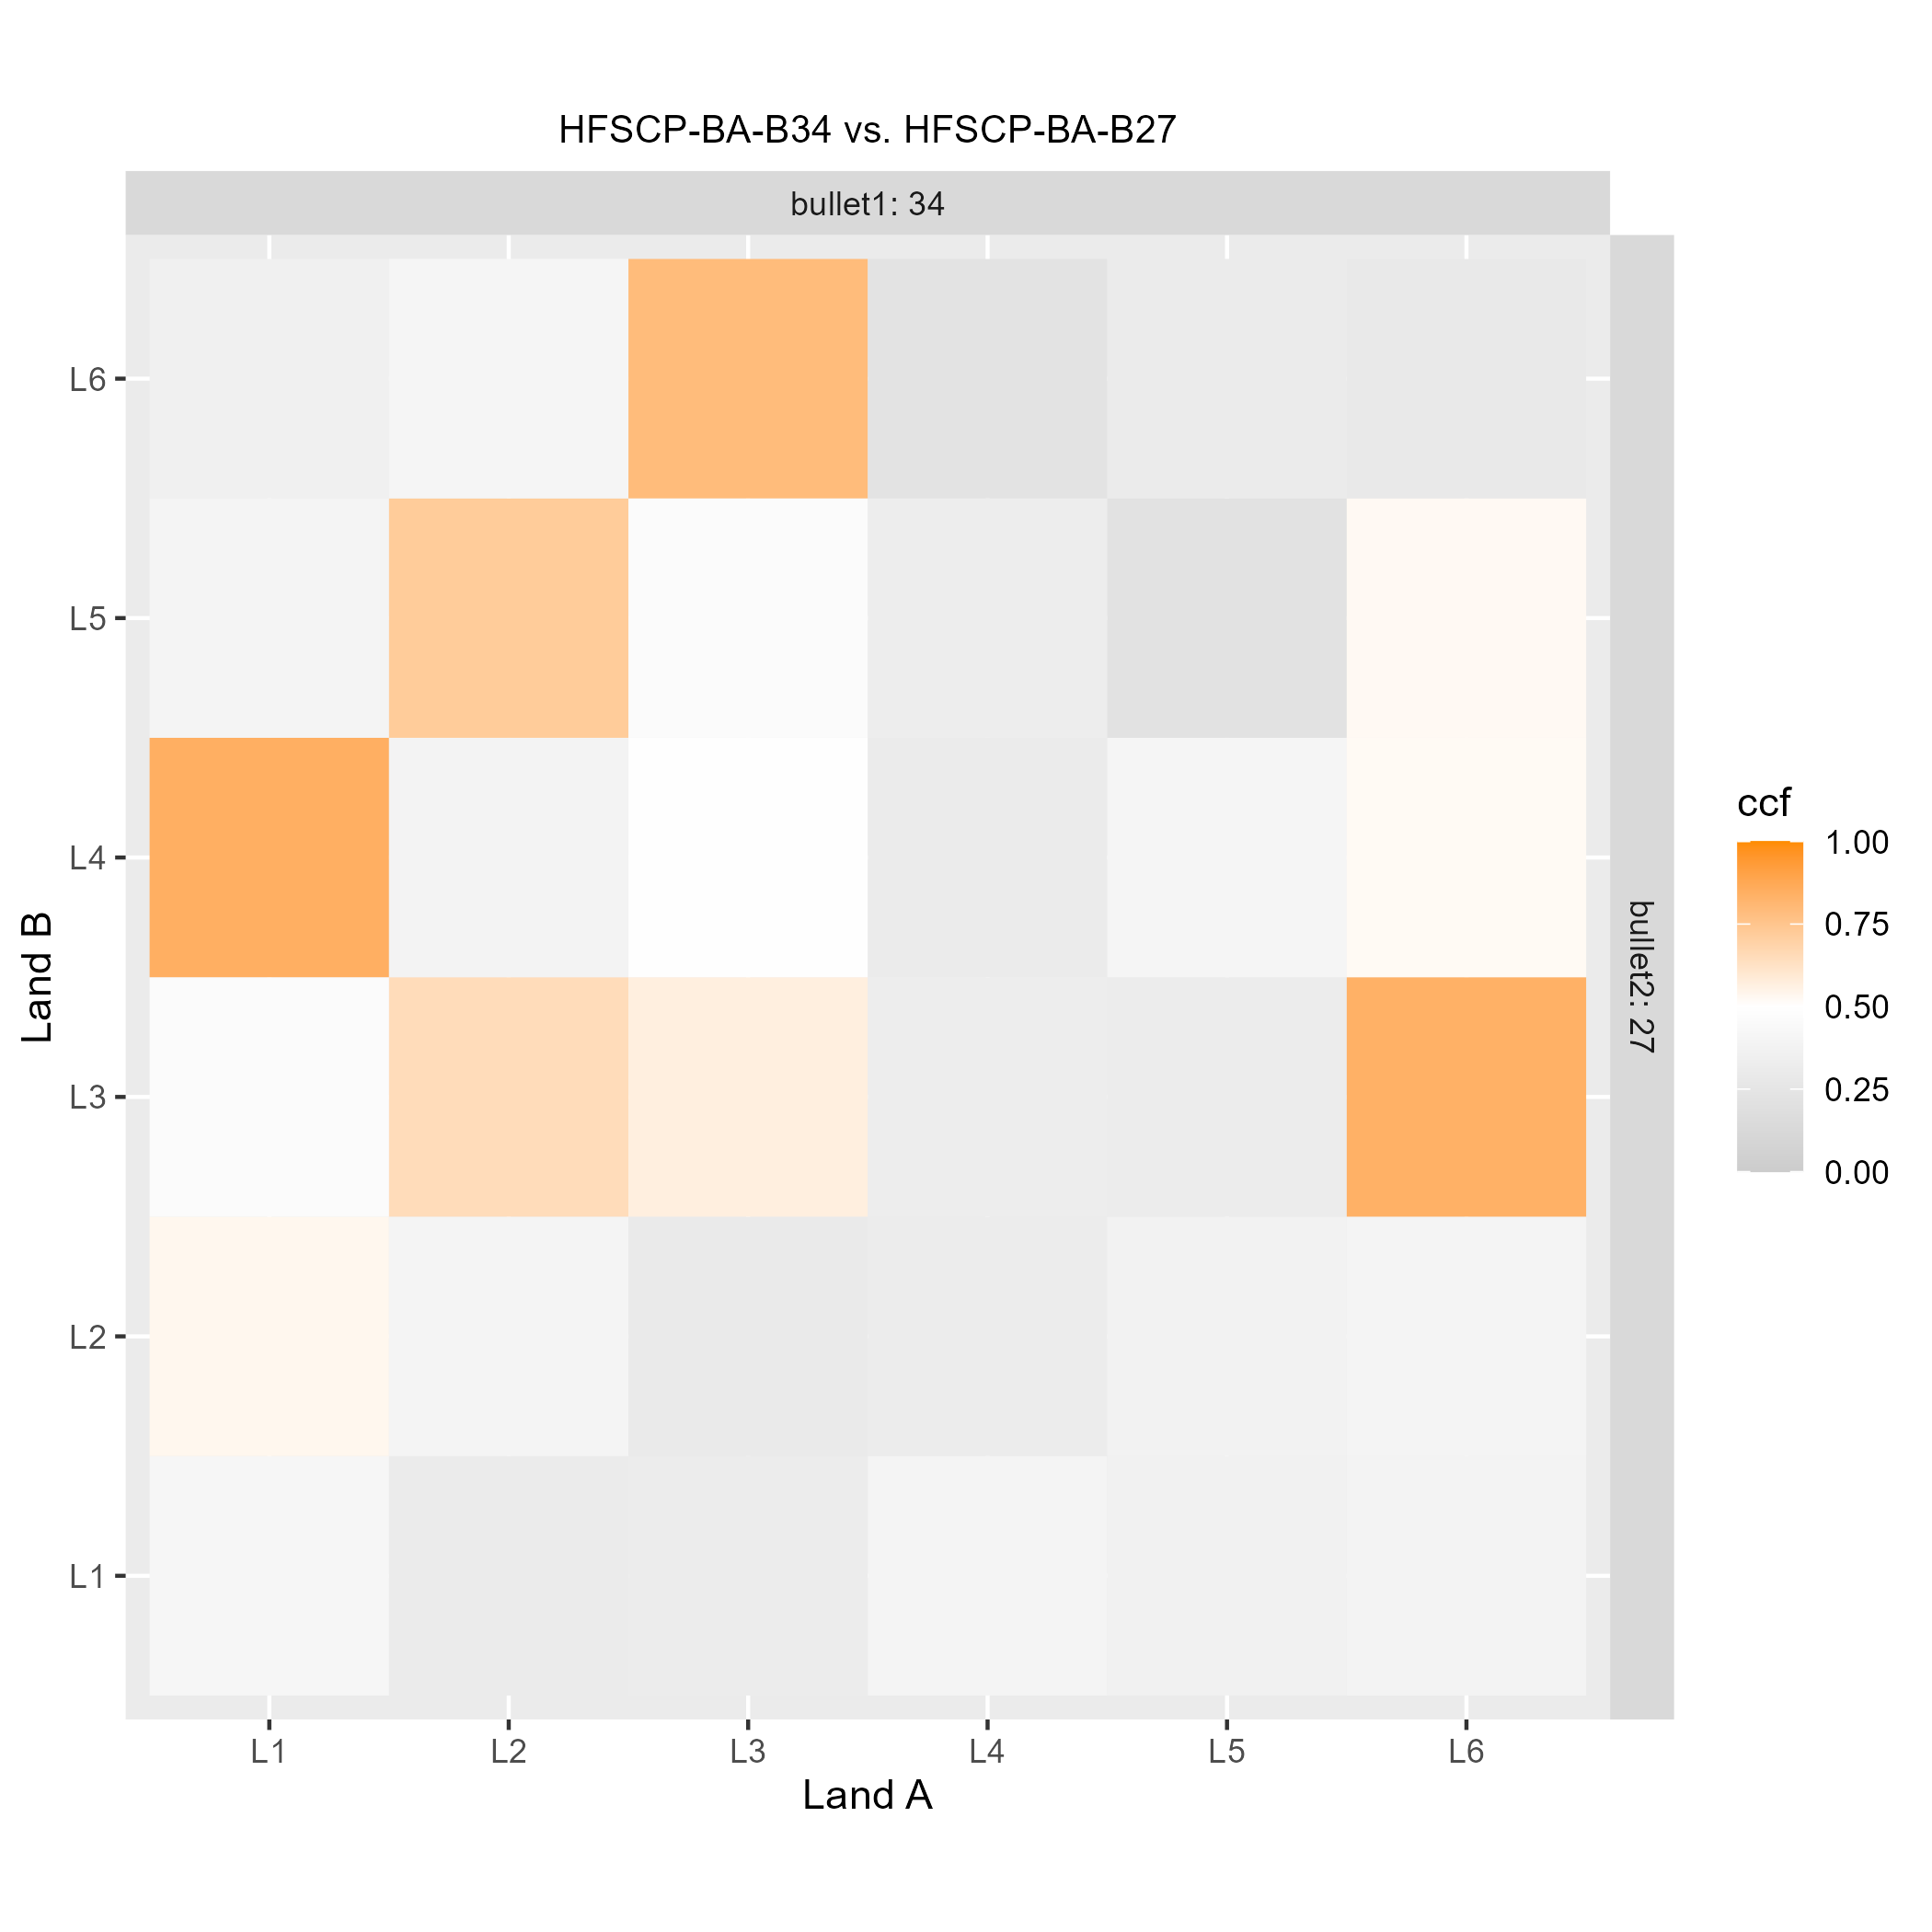 HFSCP-BA-B34 vs. HFSCP-BA-B27
bullet1: 34
L6
L5
L4
L3
L2
L1
Land B
bullet2: 27
ccf
1.00
0.75
0.50
0.25
0.00
L1 L2 L3 L4 L5 L6
Land A